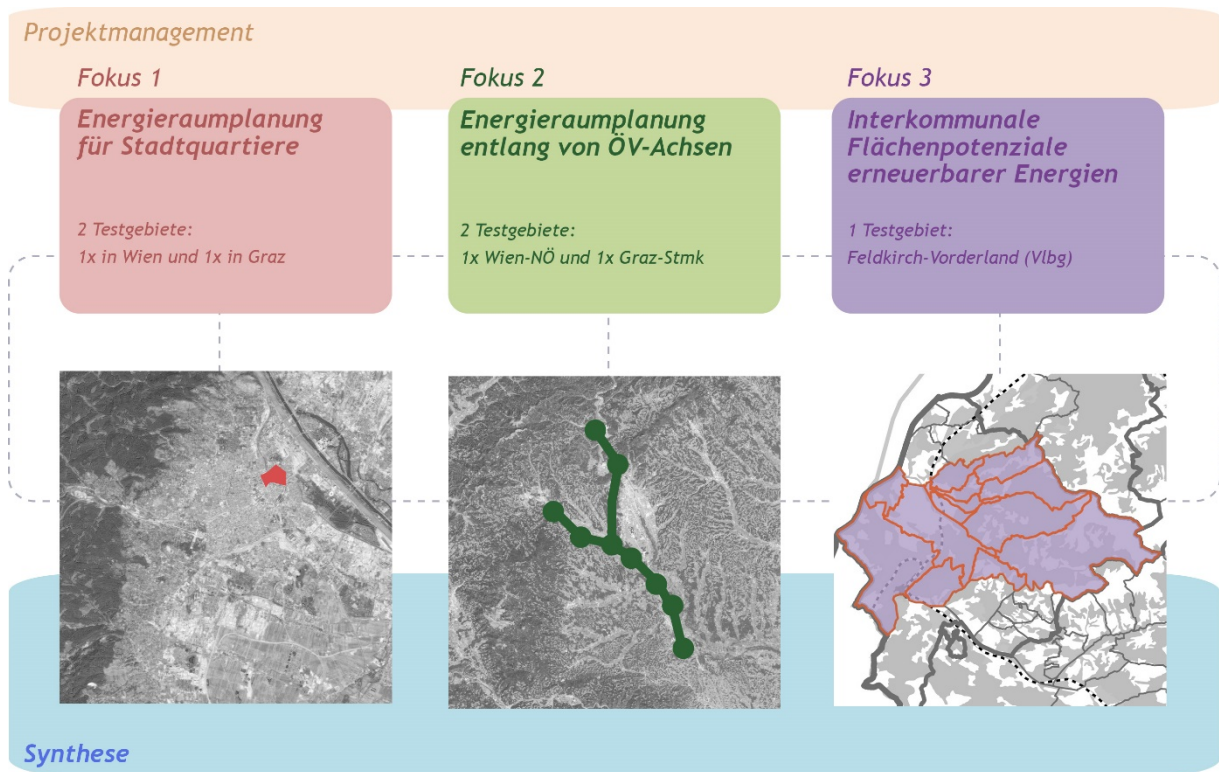 Projektmanagement
Fokus 1
Energieraumplanung
für Stadtquartiere
2 Testgebiete:
1x in Wien und 1x in Graz
Fokus 2
Energieraumplanung
entlang von ÖV-Achsen
2 Testgebiete:
1x Wien-NÖ und 1x Graz-Stmk
Fokus 3
Interkommunale
Flächenpotenziale
erneuerbarer Energien
1 Testgebiet:
Feldkirch-Vorderland (Vlbg)
Synthese